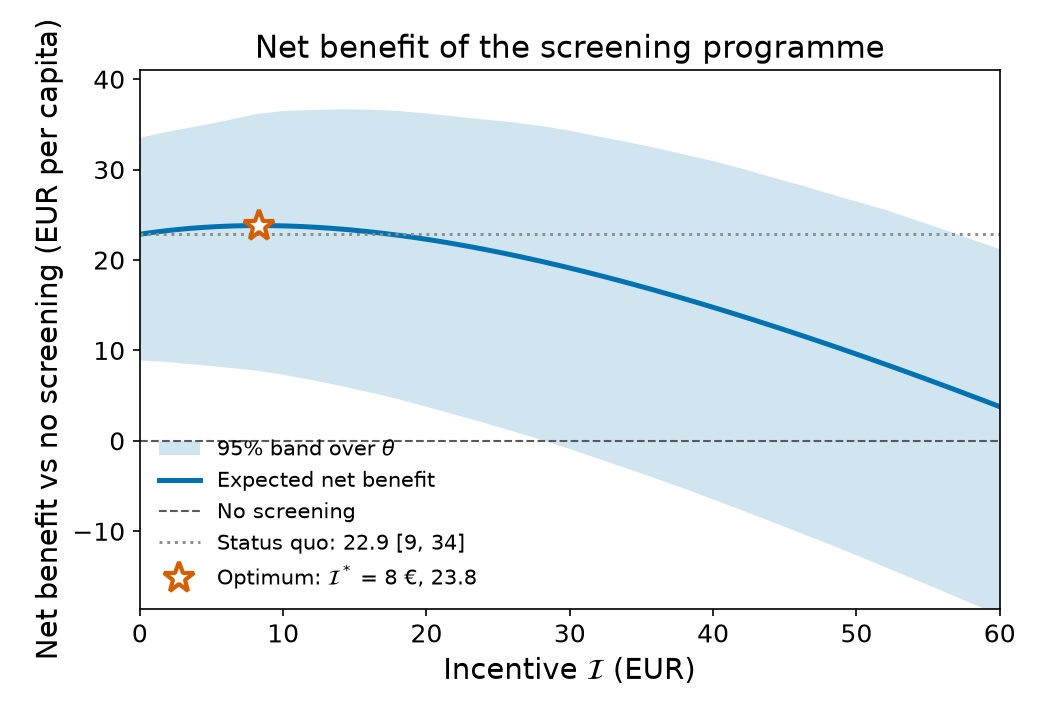 Net benefit of the screening programme
Net benefit vs no screening (EUR per capita)
40
30
20
10
0
−10
95% band over θ
Expected net benefit
No screening
Status quo: 22.9 [9, 34]
Optimum: ℐ* = 8 €, 23.8
0 10 20 30 40 50 60
Incentive ℐ (EUR)